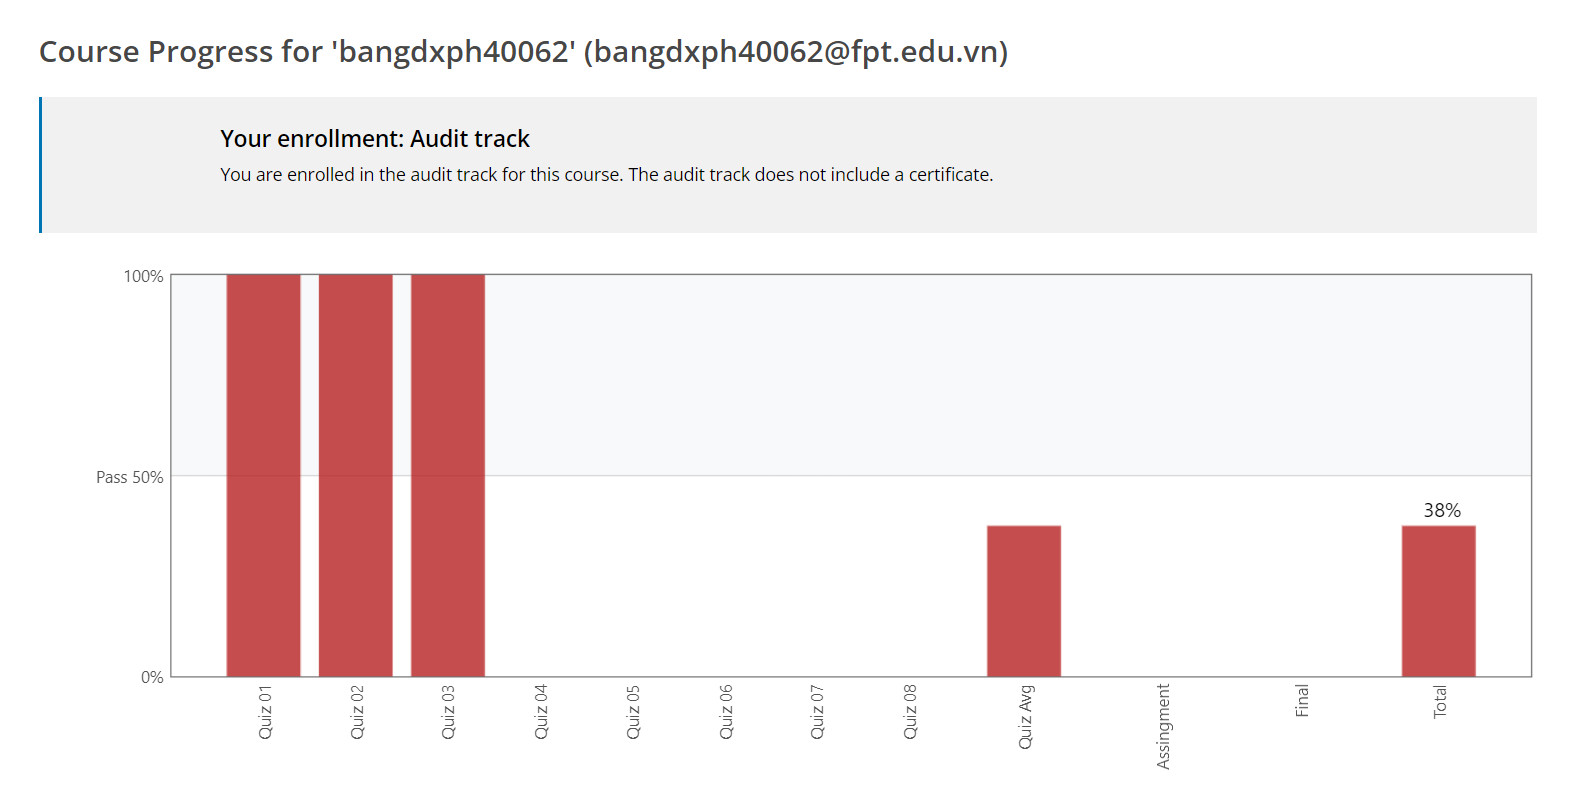 Course Progress for 'bangdxph40062' (bangdxph40062@fpt.edu.vn)
Your enrollment: Audit track
You are enrolled in the audit track for this course. The audit track does not include a certificate.
100%
Pass 50%
0%
38%
Quiz 01
Quiz 02
Quiz 03
Quiz 04
Quiz 05
Quiz 06
Quiz 07
Quiz 08
Quiz Avg
Assingment
Final
Total